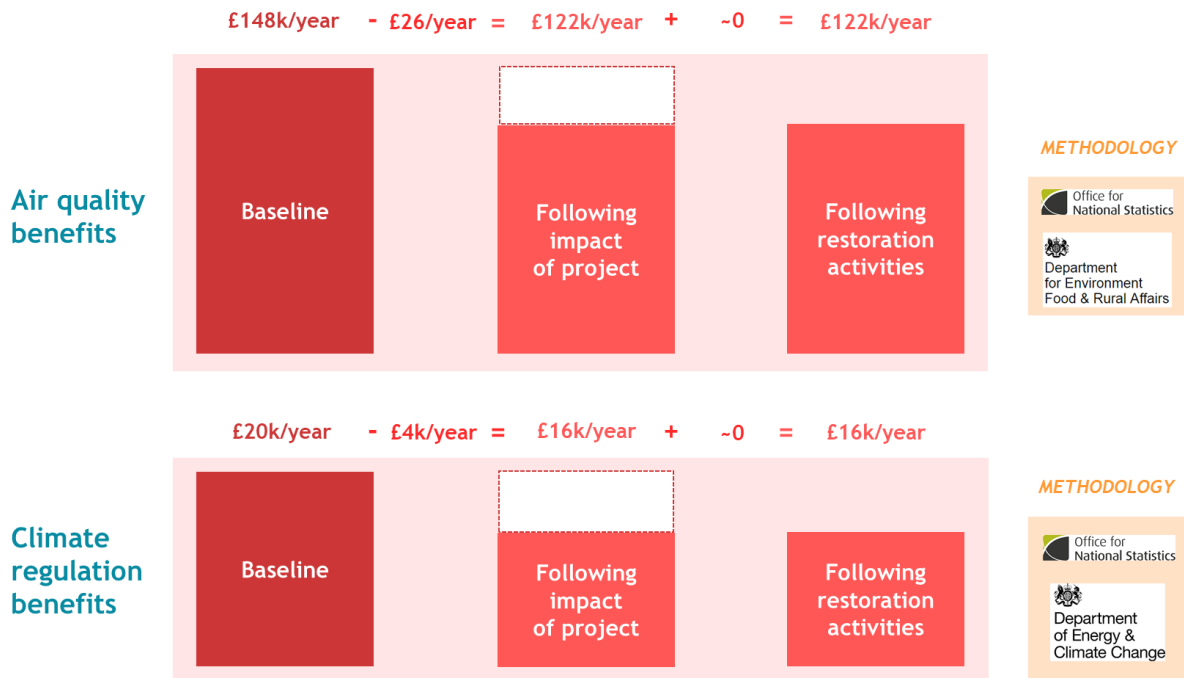 £148k/year - £26/year = £122k/year + ~0 = £122k/year
Air quality
benefits
Baseline
Following
impact
of project
Following
restoration
activities
METHODOLOGY
Office for
National Statistics
Department
for Environment
Food & Rural Affairs
£20k/year - £4k/year = £16k/year + ~0 = £16k/year
Climate
regulation
benefits
Baseline
Following
impact
of project
Following
restoration
activities
METHODOLOGY
Office for
National Statistics
Department
of Energy &
Climate Change